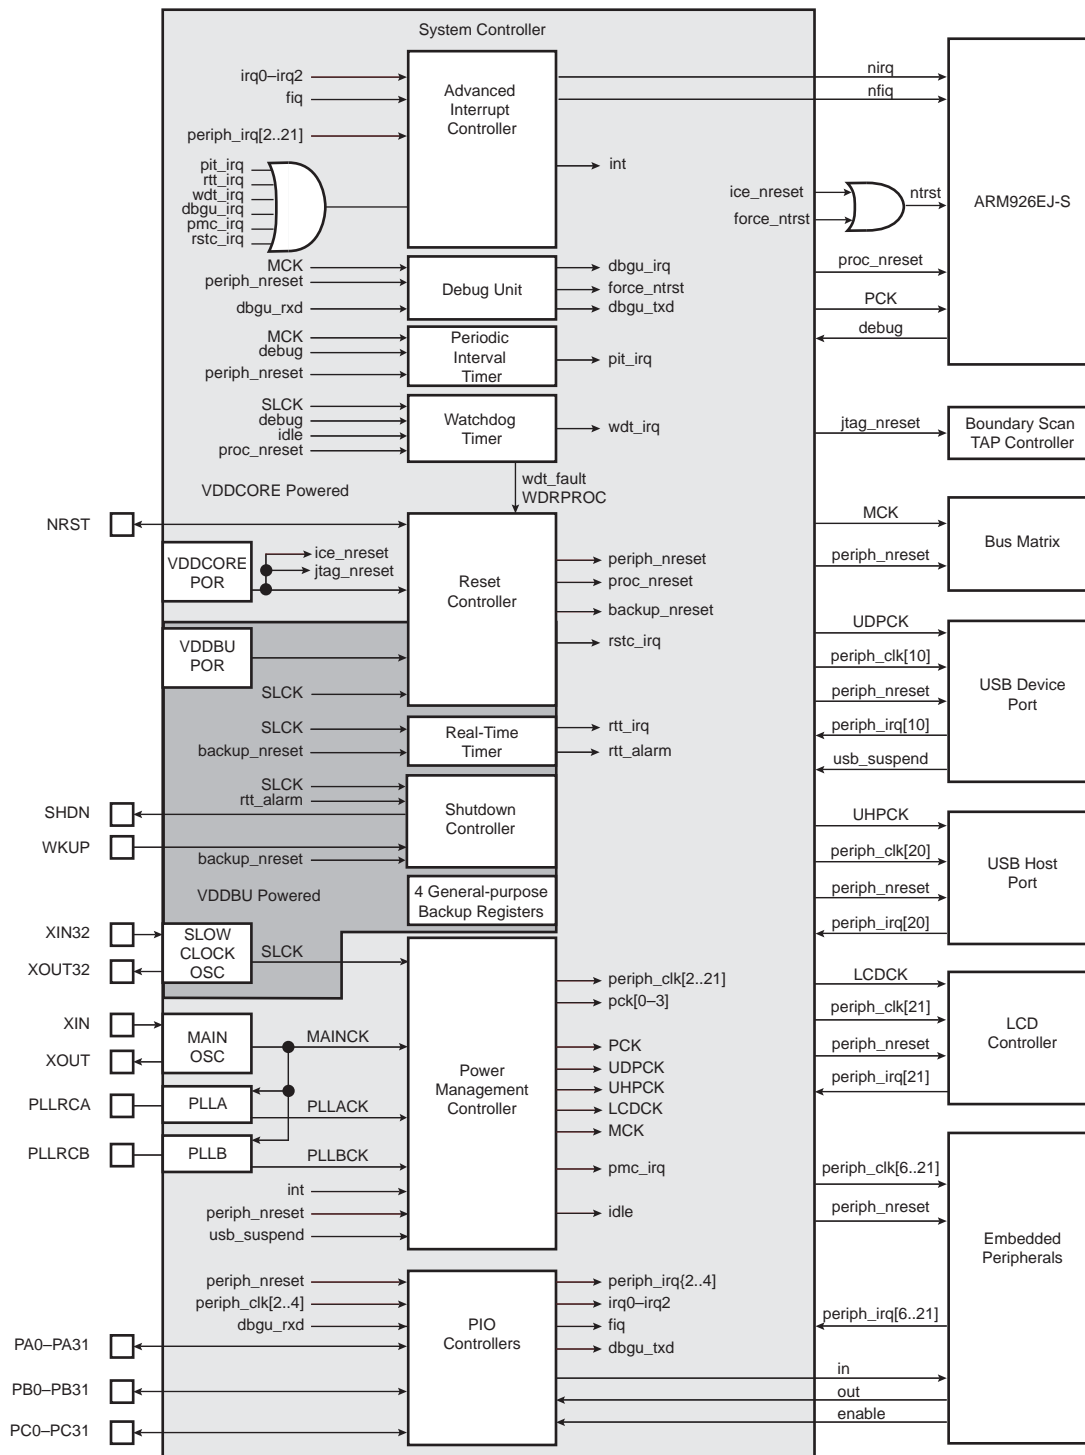 System Controller
irq0–irq2
fiq
periph_irq[2..21]
pit_irq
rtt_irq
wdt_irq
dbgu_irq
pmc_irq
rstc_irq
Advanced
Interrupt
Controller
int
nirq
nfiq
ice_nreset
force_ntrst
ntrst
ARM926EJ-S
proc_nreset
PCK
debug
MCK
periph_nreset
dbgu_rxd
Debug Unit
dbgu_irq
force_ntrst
dbgu_txd
MCK
debug
periph_nreset
Periodic
Interval
Timer
pit_irq
SLCK
debug
idle
proc_nreset
Watchdog
Timer
wdt_irq
wdt_fault
WDRPROC
jtag_nreset
Boundary Scan
TAP Controller
VDDCORE Powered
NRST
VDDCORE
POR
ice_nreset
jtag_nreset
Reset
Controller
periph_nreset
proc_nreset
backup_nreset
rstc_irq
MCK
periph_nreset
Bus Matrix
VDDBU
POR
SLCK
UDPCK
periph_clk[10]
periph_nreset
periph_irq[10]
usb_suspend
USB Device
Port
SLCK
backup_nreset
Real-Time
Timer
rtt_irq
rtt_alarm
SLCK
rtt_alarm
SHDN
WKUP
backup_nreset
Shutdown
Controller
UHPCK
periph_clk[20]
periph_nreset
periph_irq[20]
USB Host
Port
VDDBU Powered
4 General-purpose
Backup Registers
XIN32
XOUT32
SLOW
CLOCK
OSC
SLCK
XIN
XOUT
MAIN
OSC
MAINCK
PLLRCA
PLLA
PLLACK
PLLRCB
PLLB
PLLBCK
int
periph_nreset
usb_suspend
Power
Management
Controller
periph_clk[2..21]
pck[0–3]
PCK
UDPCK
UHPCK
LCDCK
MCK
pmc_irq
idle
LCDCK
periph_clk[21]
periph_nreset
periph_irq[21]
LCD
Controller
periph_clk[6..21]
periph_nreset
periph_irq[6..21]
in
out
enable
Embedded
Peripherals
periph_nreset
periph_clk[2..4]
dbgu_rxd
PA0–PA31
PB0–PB31
PC0–PC31
PIO
Controllers
periph_irq{2..4]
irq0–irq2
fiq
dbgu_txd